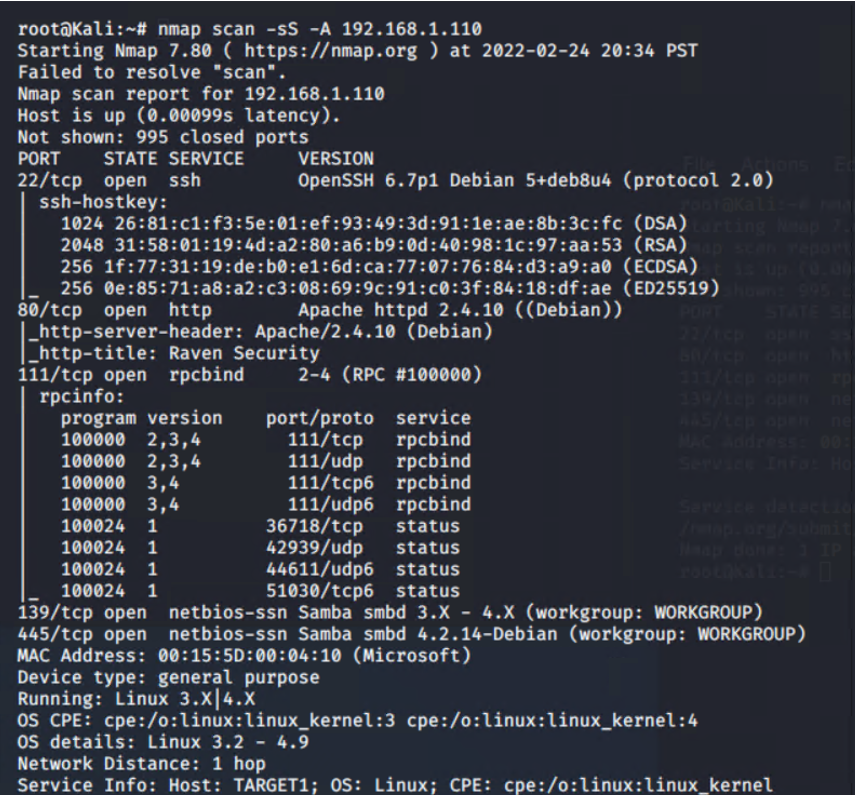 root@Kali:~# nmap scan -sS -A 192.168.1.110
Starting Nmap 7.80 ( https://nmap.org ) at 2022-02-24 20:34 PST
Failed to resolve "scan".
Nmap scan report for 192.168.1.110
Host is up (0.00099s latency).
Not shown: 995 closed ports
PORT    STATE SERVICE     VERSION
22/tcp  open  ssh         OpenSSH 6.7p1 Debian 5+deb8u4 (protocol 2.0)
| ssh-hostkey:
|   1024 26:81:c1:f3:5e:01:ef:93:49:3d:91:1e:ae:8b:3c:fc (DSA)
|   2048 31:58:01:19:4d:a2:80:a6:b9:0d:40:98:1c:97:aa:53 (RSA)
|   256 1f:77:31:19:de:b0:e1:6d:ca:77:07:76:84:d3:a9:a0 (ECDSA)
|_  256 0e:85:71:a8:a2:c3:08:69:9c:91:c0:3f:84:18:df:ae (ED25519)
80/tcp  open  http        Apache httpd 2.4.10 ((Debian))
|_http-server-header: Apache/2.4.10 (Debian)
|_http-title: Raven Security
111/tcp open  rpcbind     2-4 (RPC #100000)
| rpcinfo:
|   program version    port/proto  service
|   100000  2,3,4        111/tcp   rpcbind
|   100000  2,3,4        111/udp   rpcbind
|   100000  3,4          111/tcp6  rpcbind
|   100000  3,4          111/udp6  rpcbind
|   100024  1          36718/tcp   status
|   100024  1          42939/udp   status
|   100024  1          44611/udp6  status
|_  100024  1          51030/tcp6  status
139/tcp open  netbios-ssn Samba smbd 3.X - 4.X (workgroup: WORKGROUP)
445/tcp open  netbios-ssn Samba smbd 4.2.14-Debian (workgroup: WORKGROUP)
MAC Address: 00:15:5D:00:04:10 (Microsoft)
Device type: general purpose
Running: Linux 3.X|4.X
OS CPE: cpe:/o:linux:linux_kernel:3 cpe:/o:linux:linux_kernel:4
OS details: Linux 3.2 - 4.9
Network Distance: 1 hop
Service Info: Host: TARGET1; OS: Linux; CPE: cpe:/o:linux:linux_kernel